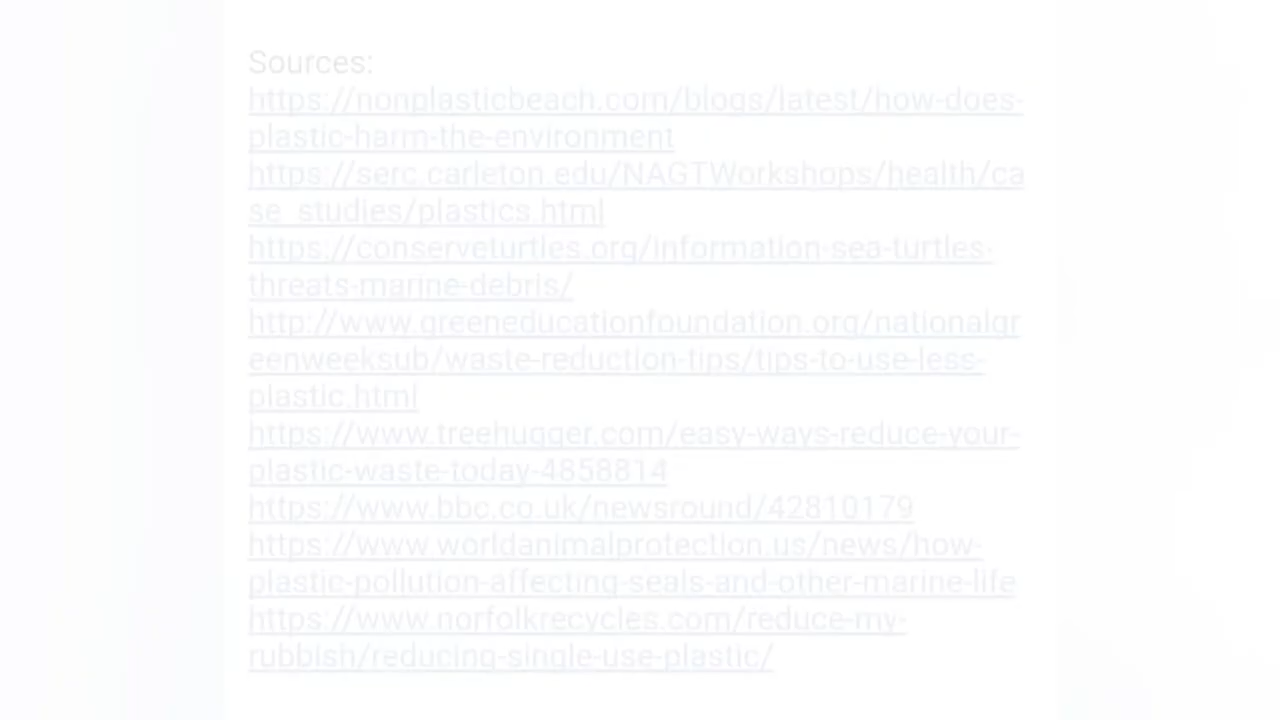 Sources:
https://nonplasticbeach.com/blogs/latest/how-does-
plastic-harm-the-environment
https://serc.carleton.edu/NAGTWorkshops/health/ca
se_studies/plastics.html
https://conserveturtles.org/information-sea-turtles-
threats-marine-debris/
http://www.greeneducationfoundation.org/nationalgr
eenweeksub/waste-reduction-tips/tips-to-use-less-
plastic.html
https://www.treehugger.com/easy-ways-reduce-your-
plastic-waste-today-4858814
https://www.bbc.co.uk/newsround/42810179
https://www.worldanimalprotection.us/news/how-
plastic-pollution-affecting-seals-and-other-marine-life
https://www.norfolkrecycles.com/reduce-my-
rubbish/reducing-single-use-plastic/